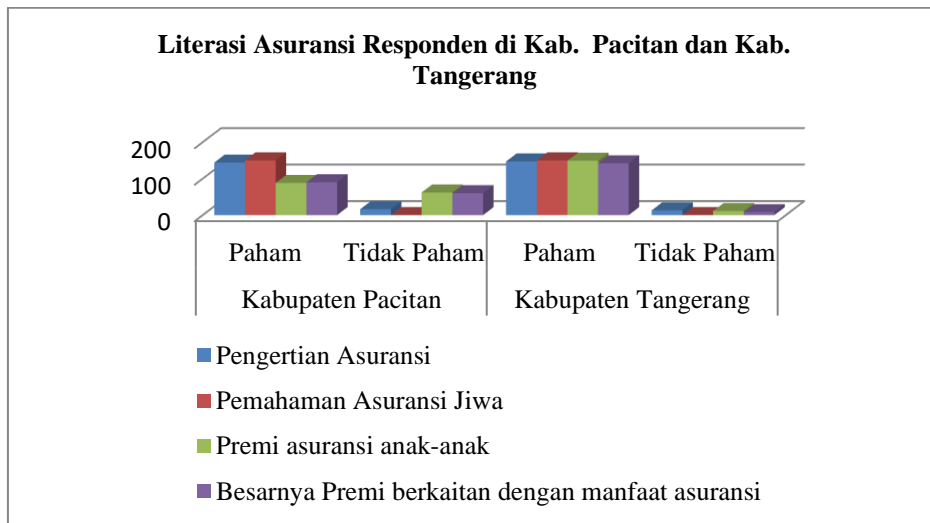 Literasi Asuransi Responden di Kab. Pacitan dan Kab.
Tangerang
200
100
0
Paham Tidak Paham Paham Tidak Paham
Kabupaten Pacitan Kabupaten Tangerang
Pengertian Asuransi
Pemahaman Asuransi Jiwa
Premi asuransi anak-anak
Besarnya Premi berkaitan dengan manfaat asuransi